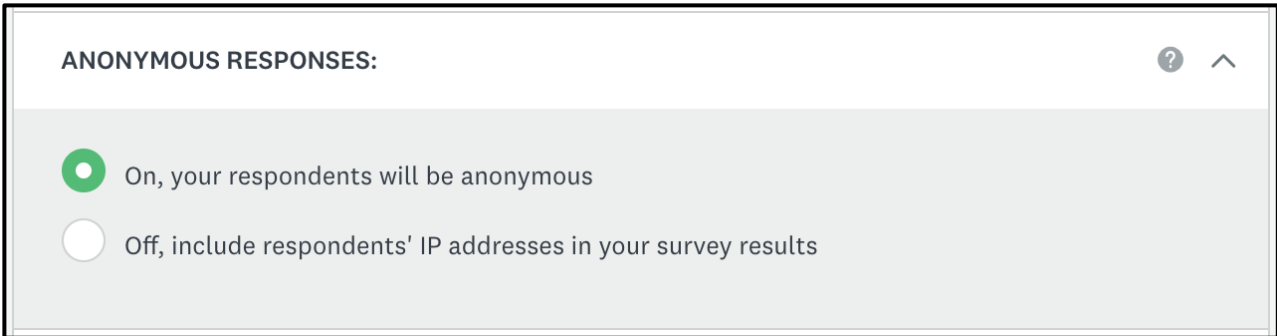 ANONYMOUS RESPONSES:
?
On, your respondents will be anonymous
Off, include respondents' IP addresses in your survey results